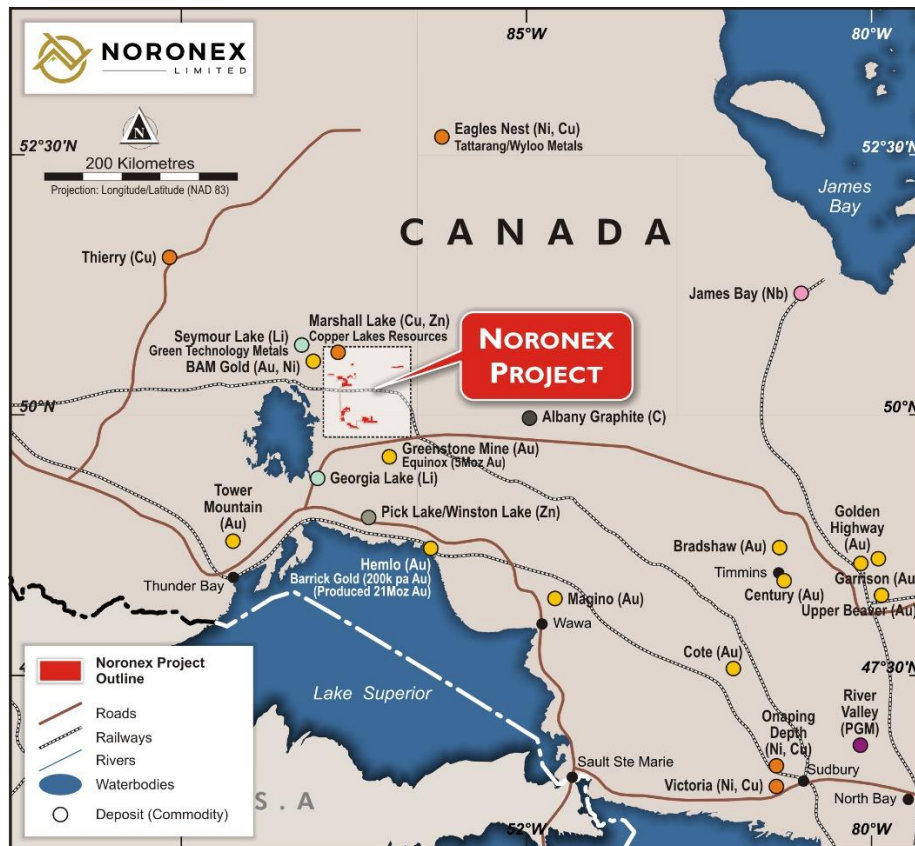 NORONEX
LIMITED
85°W
80°W
N
200 Kilometres
Projection: Longitude/Latitude (NAD 83)
52°30'N
52°30'N
Eagles Nest (Ni, Cu)
Tattarang/Wyloo Metals
James
Bay
CANADA
Thierry (Cu)
James Bay (Nb)
Seymour Lake (Li)
Green Technology Metals
BAM Gold (Au, Ni)
Marshall Lake (Cu, Zn)
Copper Lakes Resources
NORONEX
PROJECT
50°N
50°N
Albany Graphite (C)
Greenstone Mine (Au)
Equinox (5Moz Au)
Georgia Lake (Li)
Tower
Mountain
(Au)
Pick Lake/Winston Lake (Zn)
Golden
Highway
(Au)
Bradshaw (Au)
Hemlo (Au)
Barrick Gold (200k pa Au)
(Produced 21Moz Au)
Thunder Bay
Timmins
Garrison (Au)
Century (Au)
Magino (Au)
Upper Beaver (Au)
Wawa
Cote (Au)
47°30'N
Noronex Project
Outline
Roads
Railways
Rivers
Waterbodies
Deposit (Commodity)
Lake Superior
River
Valley
(PGM)
Onaping
Depth
(Ni, Cu)
Sault Ste Marie
Sudbury
Victoria (Ni, Cu)
North Bay
S.A
52°W
80°W